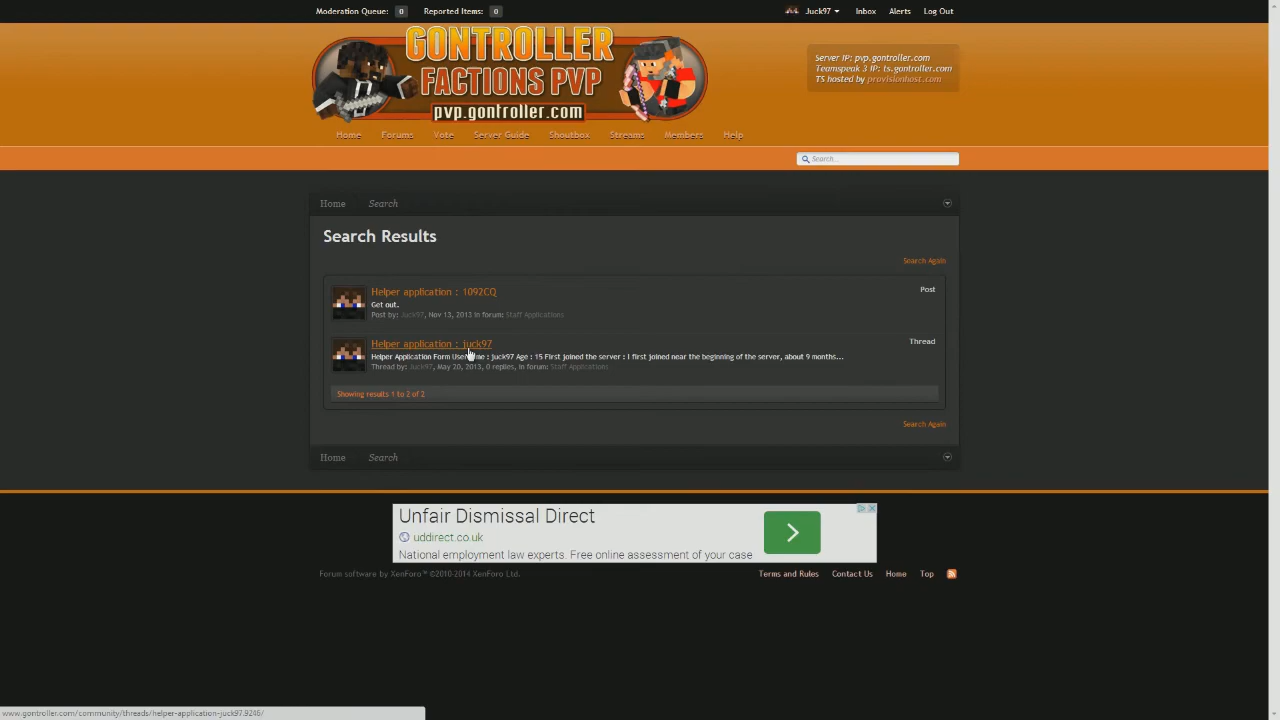 Moderation Queue: 0 Reported Items: 0 Juck97 Inbox Alerts Log Out
GONTROLLER
FACTIONS PVP
pvp.gontroller.com
Server IP: pvp.gontroller.com
Teamspeak 3 IP: ts.gontroller.com
TS hosted by provisionhost.com
Home Forums Vote Server Guide Shoutbox Streams Members Help
Search...
Home Search
Search Results
Search Again
Helper application : 1092CQ Post
Get out.
Post by: Juck97, Nov 13, 2013 in forum: Staff Applications
Helper application : juck97 Thread
Helper Application Form Username : juck97 Age : 15 First joined the server : I first joined near the beginning of the server, about 9 months...
Thread by: Juck97, May 20, 2013, 0 replies, in forum: Staff Applications
Showing results 1 to 2 of 2
Search Again
Home Search
Unfair Dismissal Direct
uddirect.co.uk
National employment law experts. Free online assessment of your case
Forum software by XenForo™ ©2010-2014 XenForo Ltd. Terms and Rules Contact Us Home Top
www.gontroller.com/community/threads/helper-application-juck97.9246/